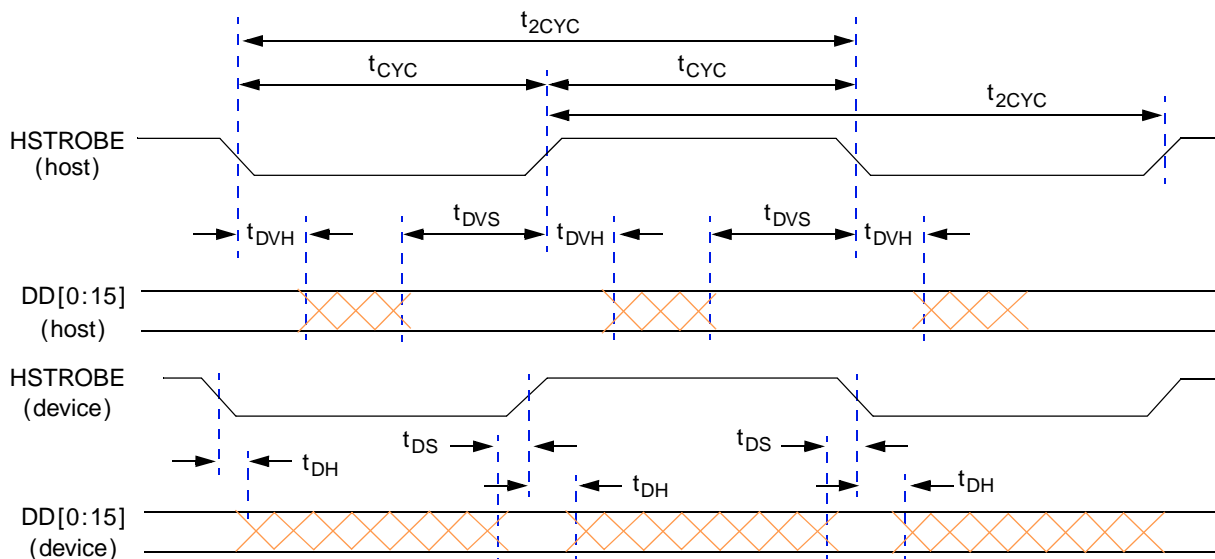 t2CYC
tCYC tCYC
t2CYC
HSTROBE
(host)
tDVH tDVS tDVH tDVS tDVH
DD[0:15]
(host)
HSTROBE
(device)
tDS tDS
tDH tDH tDH
DD[0:15]
(device)